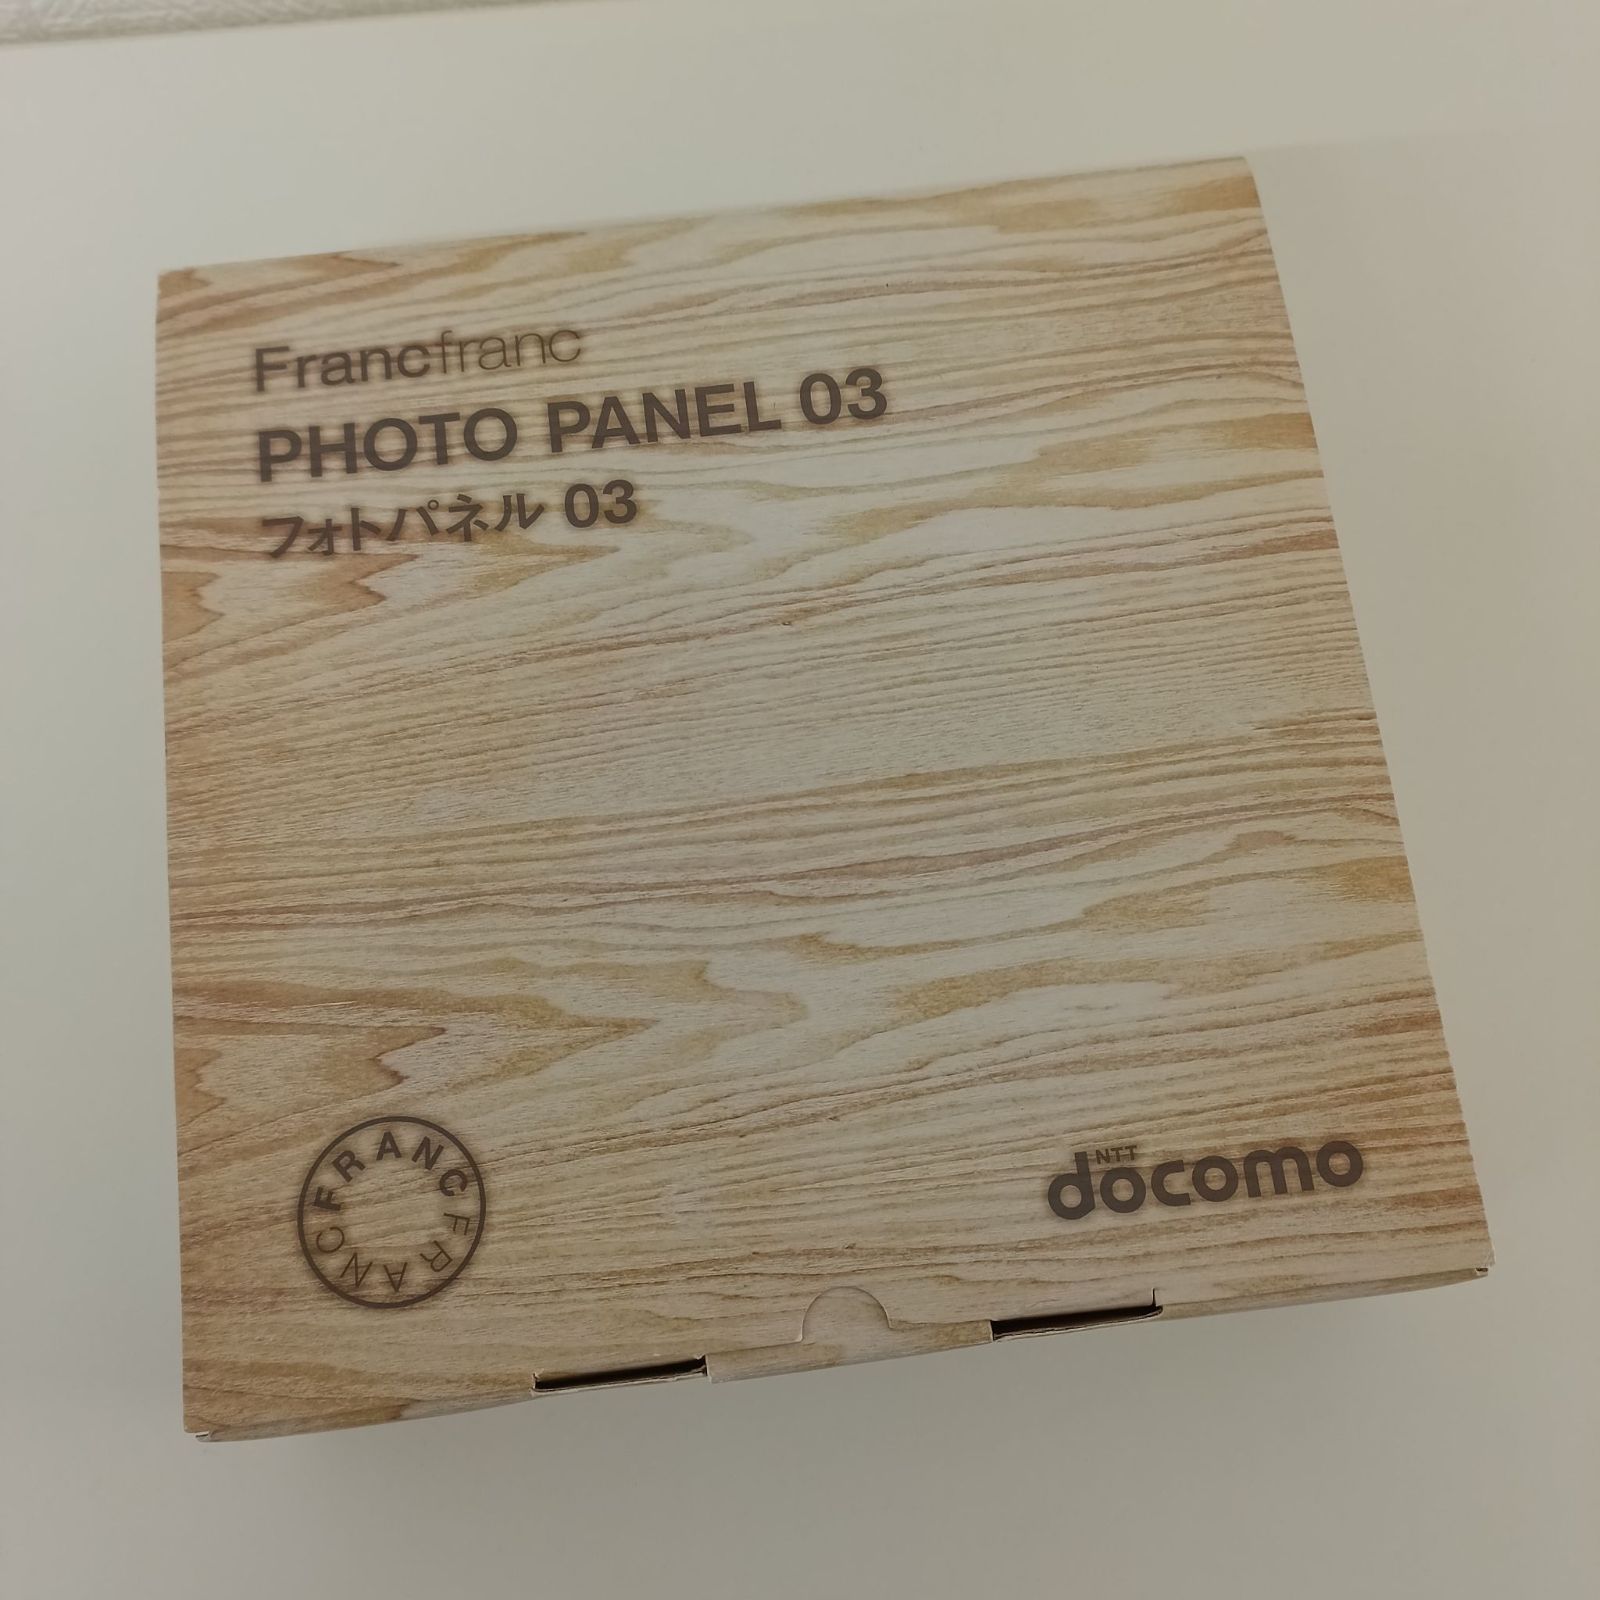 Francfranc
PHOTO PANEL 03
フォトパネル 03
FRANCFRANC
NTT
docomo